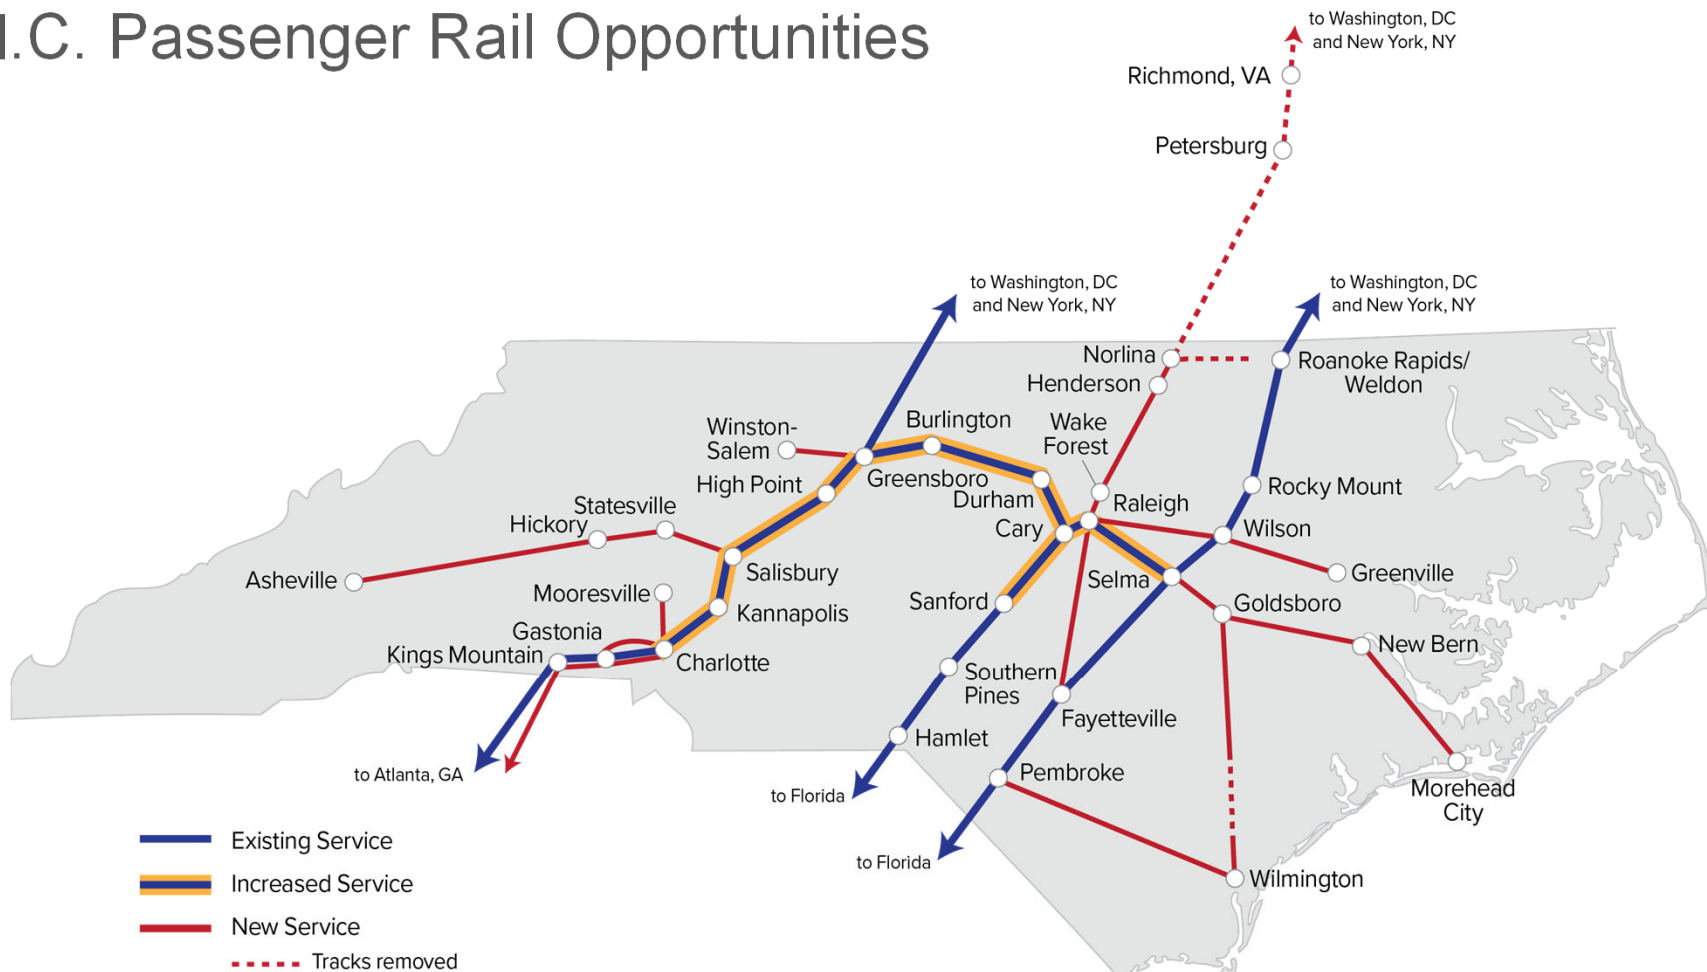 .C. Passenger Rail Opportunities
to Washington, DC
and New York, NY
Richmond, VA
Petersburg
to Washington, DC
and New York, NY
to Washington, DC
and New York, NY
Norlina
Henderson
Roanoke Rapids/
Weldon
Winston-
Salem
Burlington
Wake
Forest
High Point
Greensboro
Durham
Raleigh
Rocky Mount
Statesville
Hickory
Cary
Wilson
Asheville
Salisbury
Selma
Greenville
Mooresville
Kannapolis
Sanford
Goldsboro
Gastonia
Kings Mountain
Charlotte
New Bern
Southern
Pines
Fayetteville
Hamlet
to Atlanta, GA
Pembroke
to Florida
Morehead
City
to Florida
Wilmington
Existing Service
Increased Service
New Service
Tracks removed